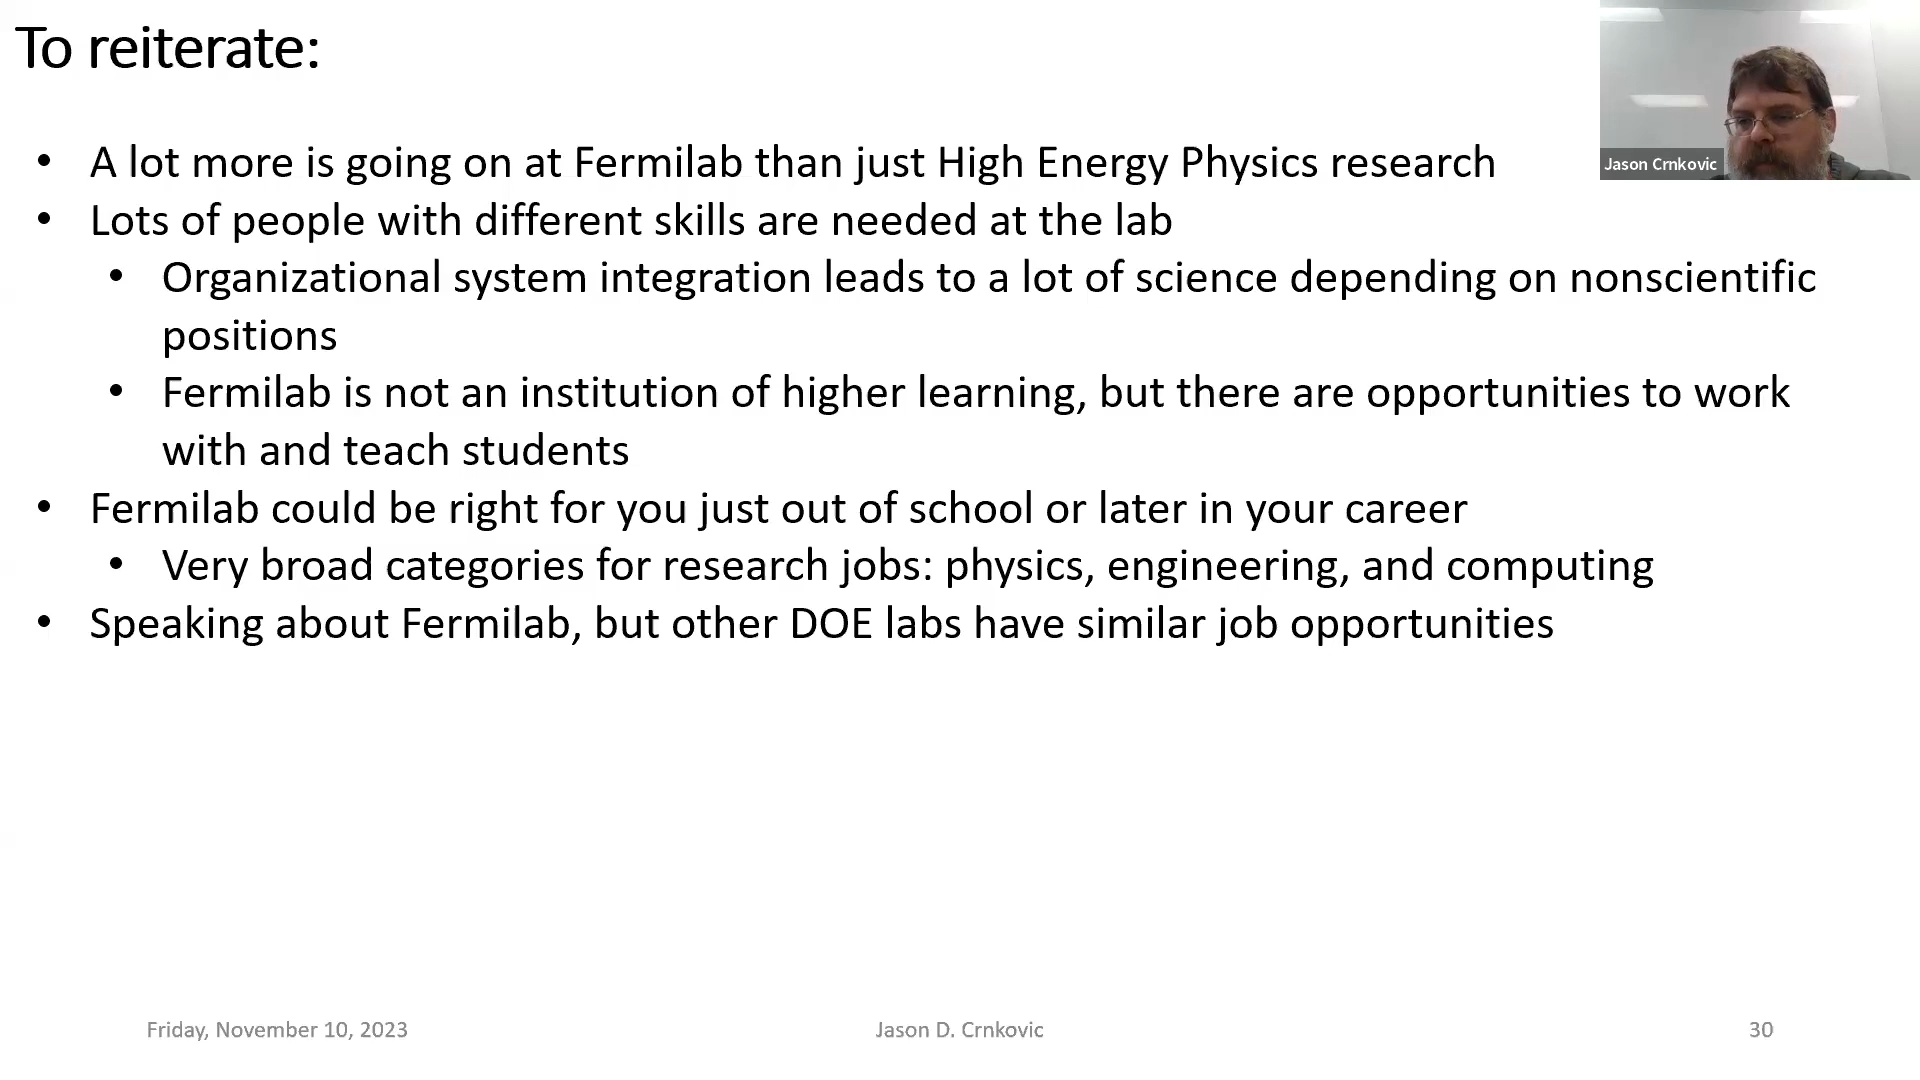 To reiterate:
Jason Crnkovic
• A lot more is going on at Fermilab than just High Energy Physics research
• Lots of people with different skills are needed at the lab
• Organizational system integration leads to a lot of science depending on nonscientific
positions
• Fermilab is not an institution of higher learning, but there are opportunities to work
with and teach students
• Fermilab could be right for you just out of school or later in your career
• Very broad categories for research jobs: physics, engineering, and computing
• Speaking about Fermilab, but other DOE labs have similar job opportunities
Friday, November 10, 2023
Jason D. Crnkovic
30